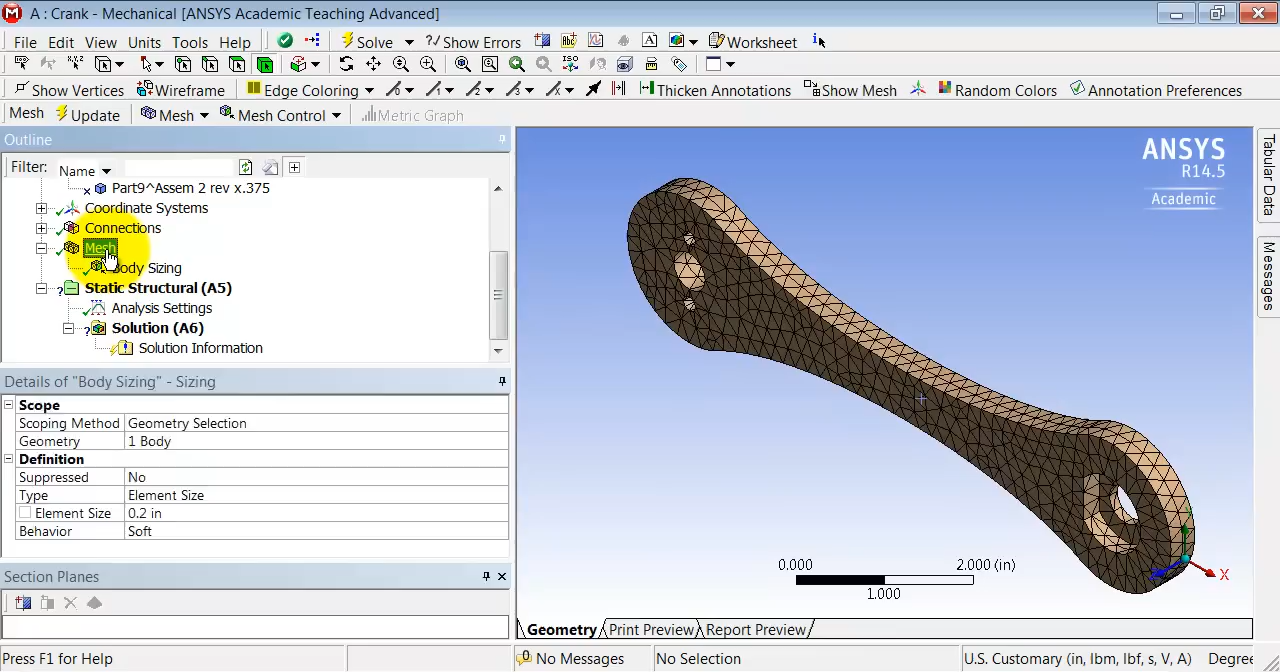 A : Crank - Mechanical [ANSYS Academic Teaching Advanced]
File Edit View Units Tools Help Solve ?/ Show Errors Worksheet i
Show Vertices Wireframe Edge Coloring Thicken Annotations Show Mesh Random Colors Annotation Preferences
Mesh Update Mesh Mesh Control Metric Graph
Outline
Filter: Name
Part9^Assem 2 rev x.375
Coordinate Systems
Connections
Mesh
Body Sizing
Static Structural (A5)
Analysis Settings
Solution (A6)
Solution Information
Details of "Body Sizing" - Sizing
Scope
Scoping Method Geometry Selection
Geometry 1 Body
Definition
Suppressed No
Type Element Size
Element Size 0.2 in
Behavior Soft
Section Planes
ANSYS
R14.5
Academic
0.000 2.000 (in)
1.000
X
Geometry Print Preview Report Preview
Tabular Data
Messages
Press F1 for Help 0 No Messages No Selection U.S. Customary (in, lbm, lbf, s, V, A) Degree